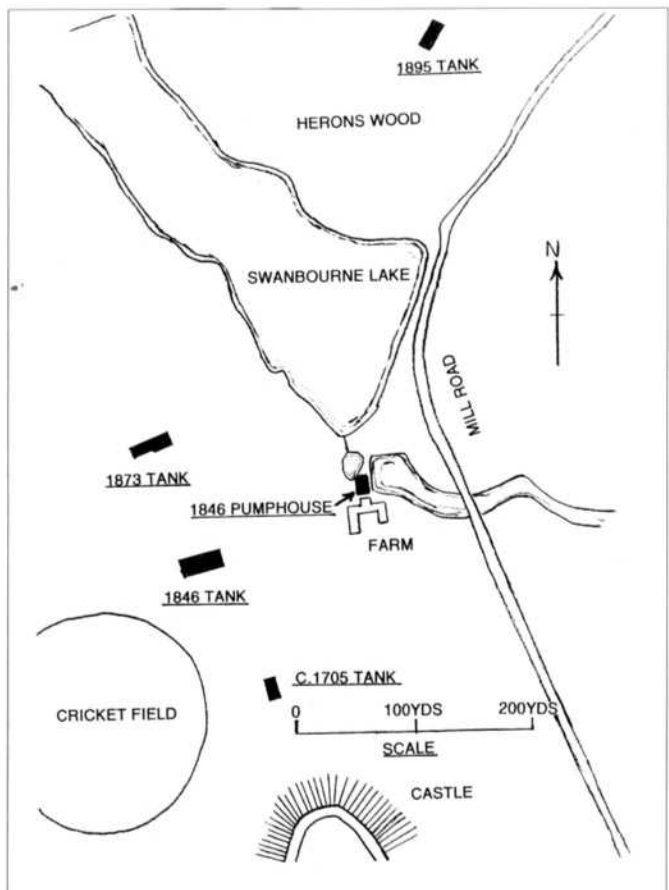 1895 TANK
HERONS WOOD
SWANBOURNE LAKE
N
MILL ROAD
1873 TANK
1846 PUMPHOUSE
FARM
1846 TANK
C.1705 TANK
CRICKET FIELD
0 100YDS 200YDS
SCALE
CASTLE